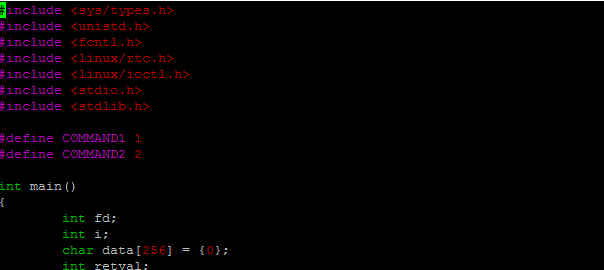 #include <sys/types.h>
#include <unistd.h>
#include <fcntl.h>
#include <linux/rtc.h>
#include <linux/ioctl.h>
#include <stdio.h>
#include <stdlib.h>
#define COMMAND1 1
#define COMMAND2 2
int main()
{
int fd;
int i;
char data[256] = {0};
int retval;